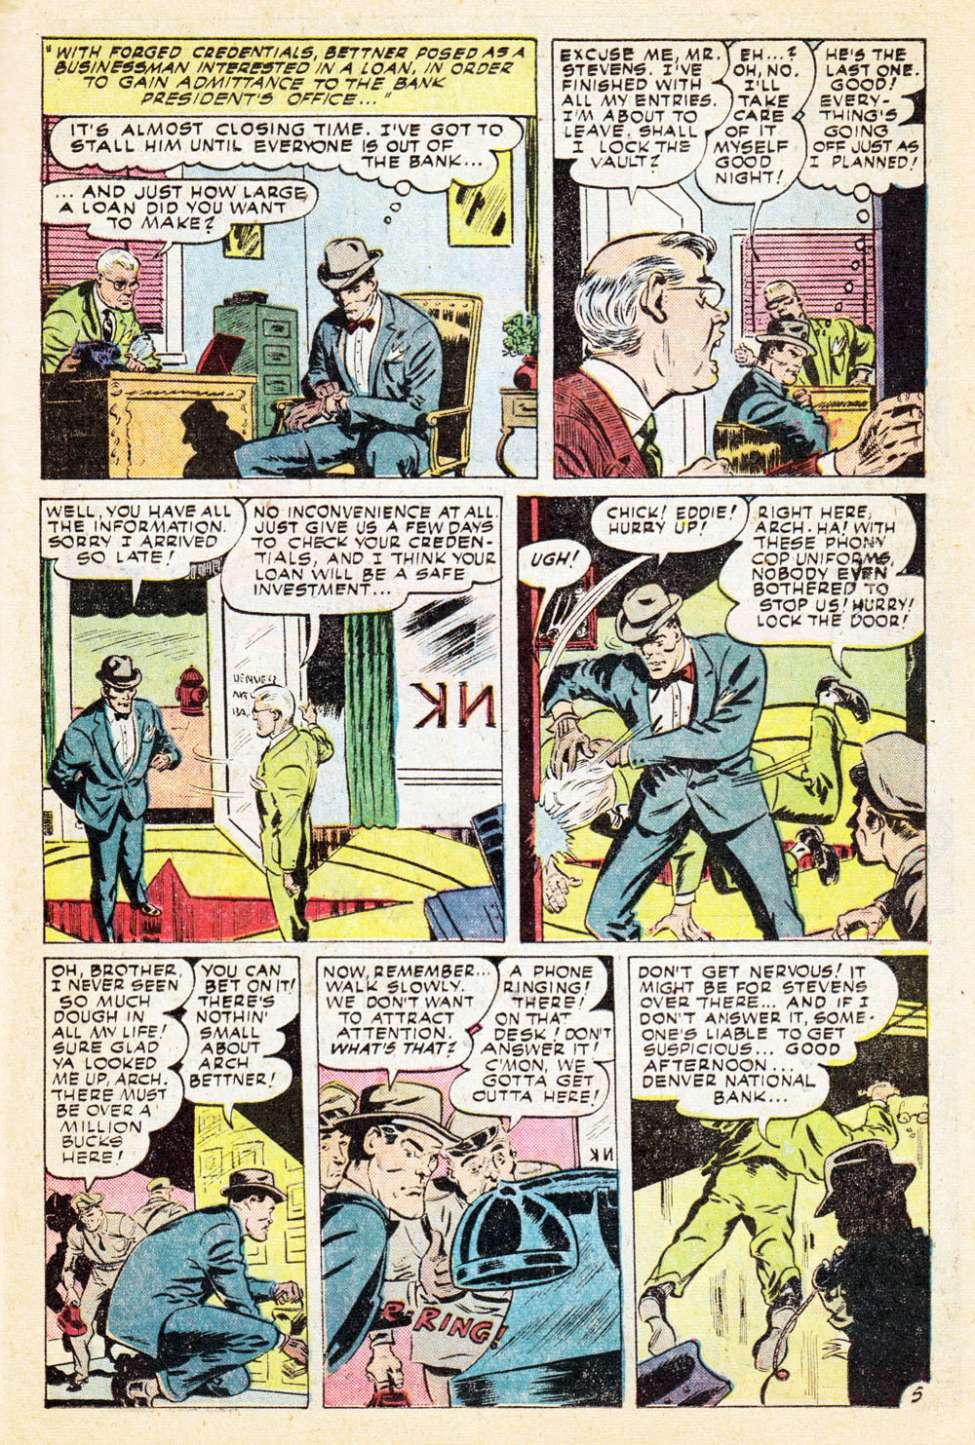 "WITH FORGED CREDENTIALS, BETTNER POSED AS A
BUSINESSMAN INTERESTED IN A LOAN, IN ORDER
TO GAIN ADMITTANCE TO THE BANK
PRESIDENT'S OFFICE..."
IT'S ALMOST CLOSING TIME. I'VE GOT TO
STALL HIM UNTIL EVERYONE IS OUT OF
THE BANK...
... AND JUST HOW LARGE
A LOAN DID YOU WANT
TO MAKE?
EXCUSE ME, MR.
STEVENS. I'VE
FINISHED WITH
ALL MY ENTRIES.
I'M ABOUT TO
LEAVE. SHALL
I LOCK THE
VAULT?
EH...?
OH, NO.
I'LL
TAKE
CARE
OF IT
MYSELF
GOOD
NIGHT!
HE'S THE
LAST ONE.
GOOD!
EVERY-
THING'S
GOING
OFF JUST AS
I PLANNED!
WELL, YOU HAVE ALL
THE INFORMATION.
SORRY I ARRIVED
SO LATE!
NO INCONVENIENCE AT ALL.
JUST GIVE US A FEW DAYS
TO CHECK YOUR CREDEN-
TIALS, AND I THINK YOUR
LOAN WILL BE A SAFE
INVESTMENT...
DENVER
NAT
BA
NK
UGH!
CHICK! EDDIE!
HURRY UP!
RIGHT HERE,
ARCH. HA! WITH
THESE PHONY
COP UNIFORMS,
NOBODY EVEN
BOTHERED TO
STOP US! HURRY!
LOCK THE DOOR!
OH, BROTHER,
I NEVER SEEN
SO MUCH
DOUGH IN
ALL MY LIFE!
SURE GLAD
YA LOOKED
ME UP, ARCH.
THERE MUST
BE OVER A
MILLION
BUCKS
HERE!
YOU CAN
BET ON IT!
THERE'S
NOTHIN'
SMALL
ABOUT
ARCH
BETTNER!
NOW, REMEMBER...
WALK SLOWLY.
WE DON'T WANT
TO ATTRACT
ATTENTION.
WHAT'S THAT?
A PHONE
RINGING!
THERE!
ON THAT
DESK! DON'T
ANSWER IT!
C'MON, WE
GOTTA GET
OUTTA HERE!
NK
R-RING!
DON'T GET NERVOUS! IT
MIGHT BE FOR STEVENS
OVER THERE... AND IF I
DON'T ANSWER IT, SOME-
ONE'S LIABLE TO GET
SUSPICIOUS... GOOD
AFTERNOON...
DENVER NATIONAL
BANK...
5